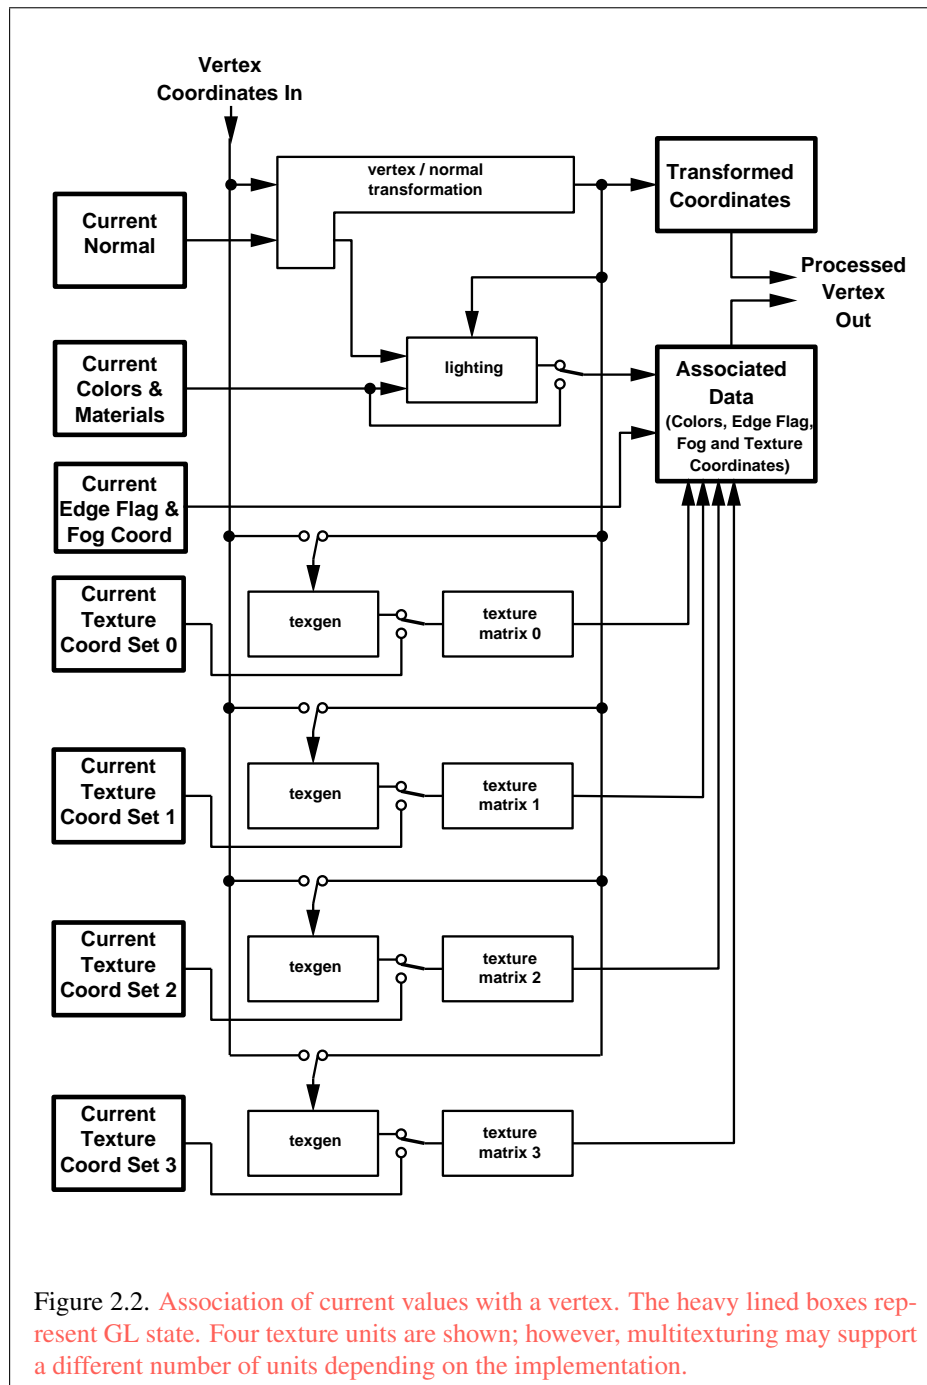 Vertex
Coordinates In
vertex / normal
transformation
Transformed
Coordinates
Current
Normal
Processed
Vertex
Out
lighting
Current
Colors &
Materials
Associated
Data
(Colors, Edge Flag,
Fog and Texture
Coordinates)
Current
Edge Flag &
Fog Coord
Current
Texture
Coord Set 0
texgen
texture
matrix 0
Current
Texture
Coord Set 1
texgen
texture
matrix 1
Current
Texture
Coord Set 2
texgen
texture
matrix 2
Current
Texture
Coord Set 3
texgen
texture
matrix 3
Figure 2.2. Association of current values with a vertex. The heavy lined boxes rep-
resent GL state. Four texture units are shown; however, multitexturing may support
a different number of units depending on the implementation.